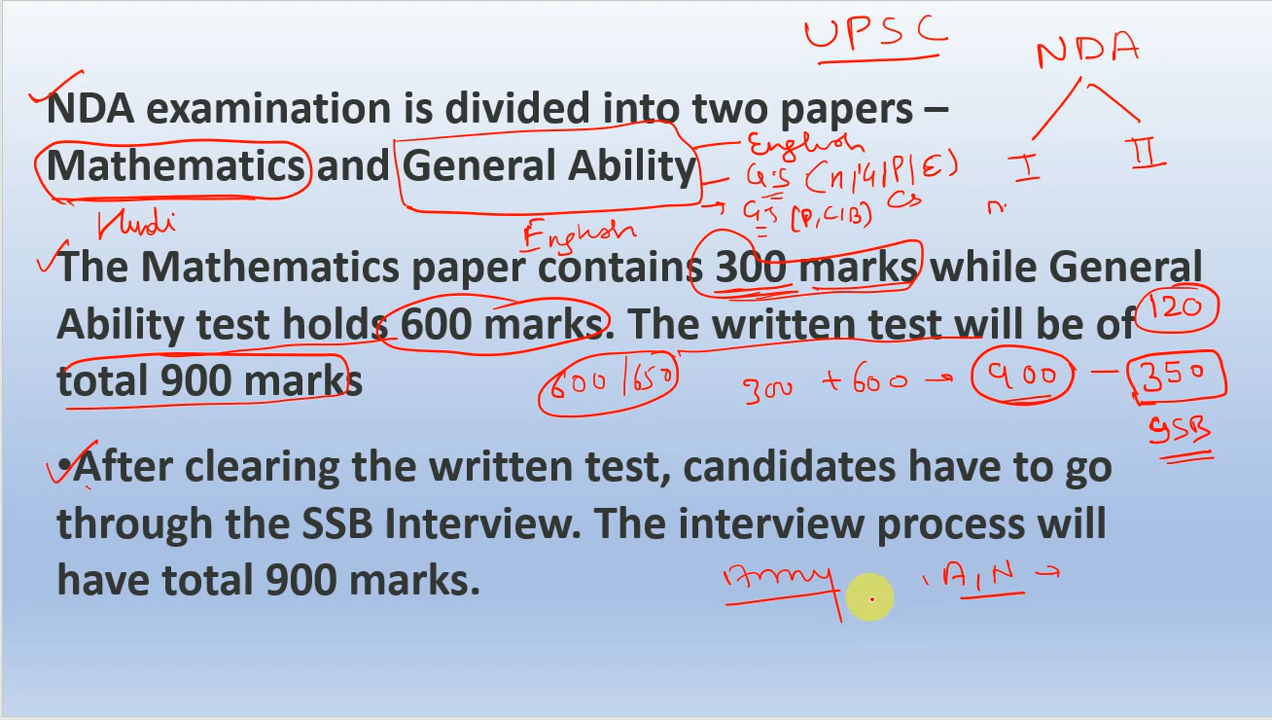 UPSC
NDA
I II
NDA examination is divided into two papers –
Mathematics and General Ability
English
G.S (H/G/P/E)
CS
GS (P,C,B)
Hindi
English
The Mathematics paper contains 300 marks while General
Ability test holds 600 marks. The written test will be of
120
total 900 marks
600/650
300 + 600 → 900 – 350
SSB
•After clearing the written test, candidates have to go
through the SSB Interview. The interview process will
have total 900 marks.
Army
A, N →